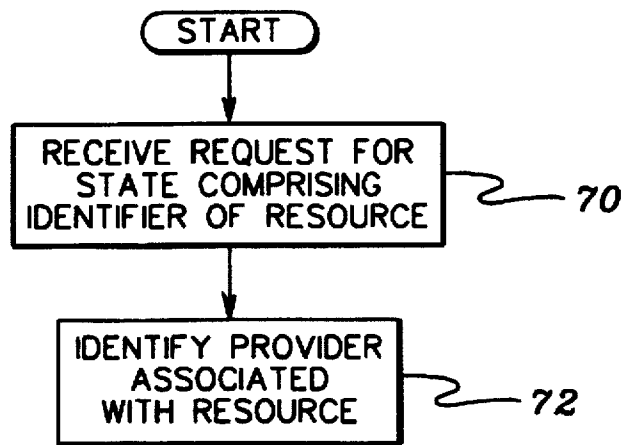 START
RECEIVE REQUEST FOR
STATE COMPRISING
IDENTIFIER OF RESOURCE
70
IDENTIFY PROVIDER
ASSOCIATED
WITH RESOURCE
72